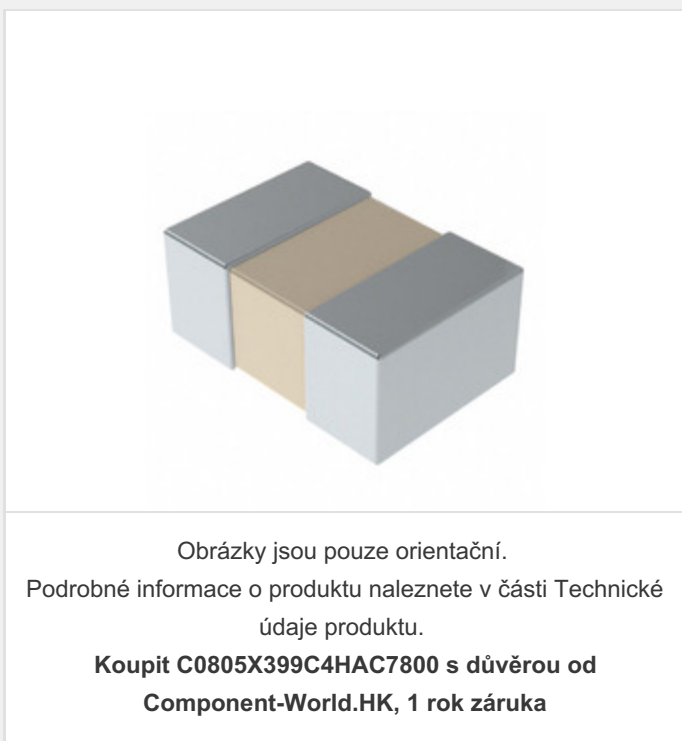 Obrázky jsou pouze orientační.
Podrobné informace o produktu naleznete v části Technické
údaje produktu.
Koupit C0805X399C4HAC7800 s důvěrou od
Component-World.HK, 1 rok záruka